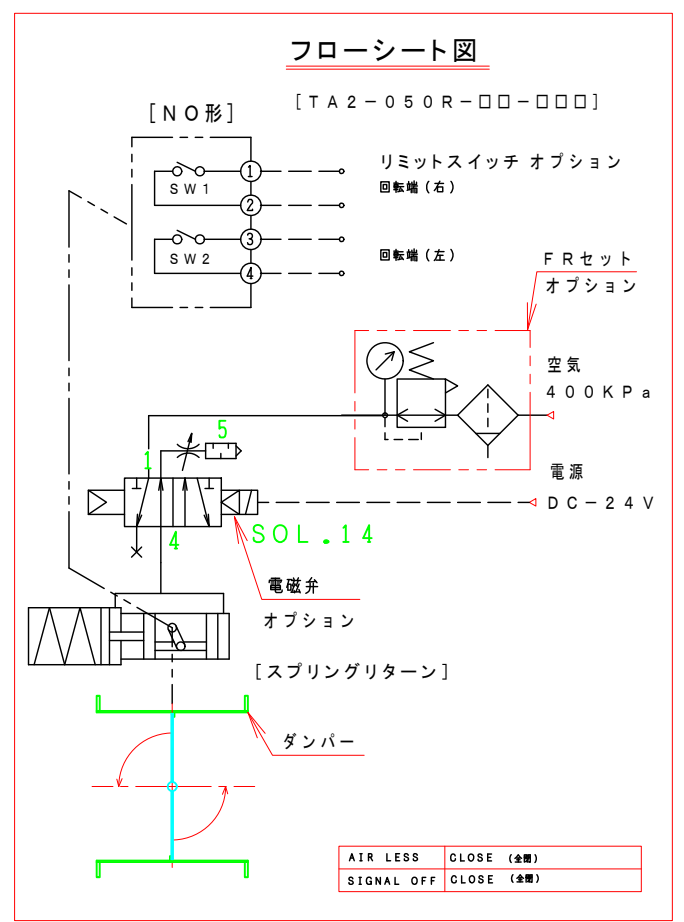 フローシート図
[TA2-050R-□□-□□□]
[NO形]
リミットスイッチ オプション
1
SW1
回転端(右)
2
3
SW2
回転端(左)
4
FRセット
オプション
空気
400KPa
5
1
電源
DC-24V
4
SOL.14
電磁弁
オプション
[スプリングリターン]
ダンパー
AIR LESS CLOSE (全閉)
SIGNAL OFF CLOSE (全閉)